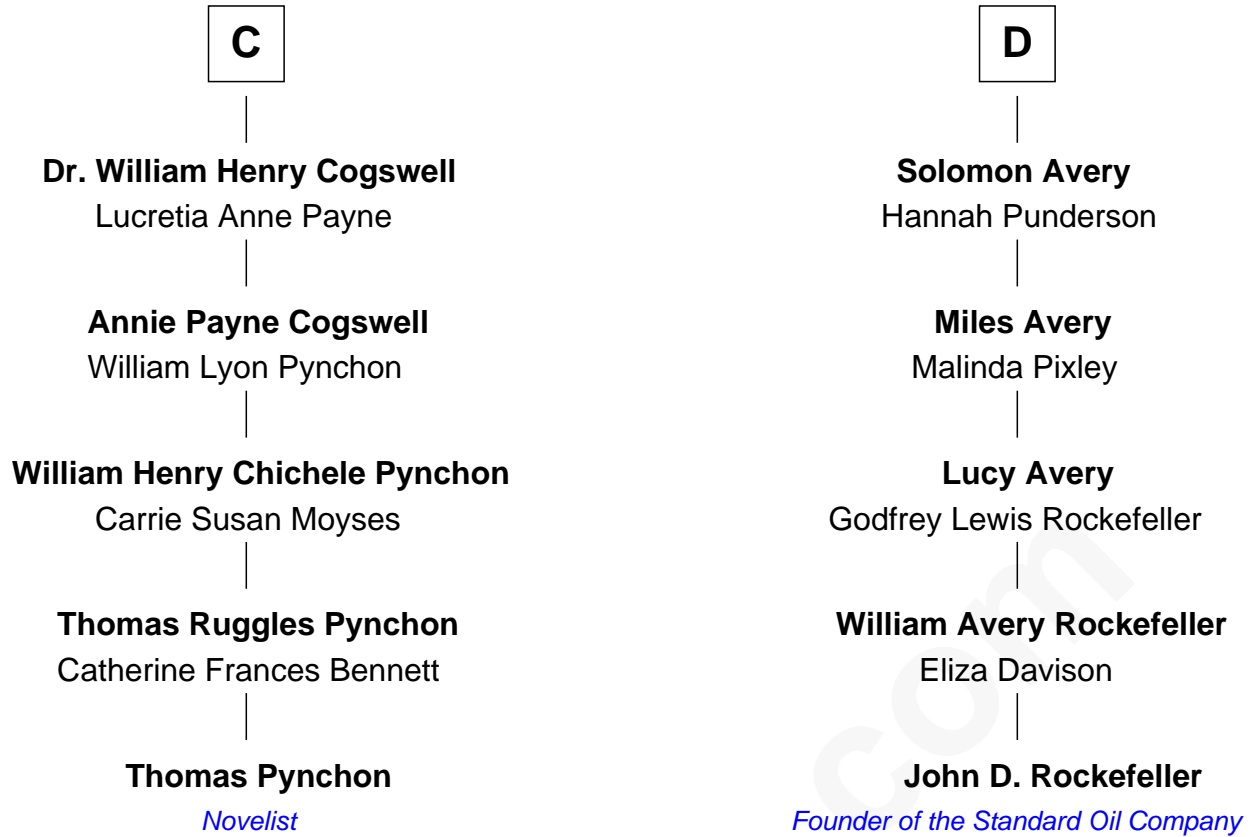 C
Dr. William Henry Cogswell
Lucretia Anne Payne
Annie Payne Cogswell
William Lyon Pynchon
William Henry Chichele Pynchon
Carrie Susan Moyses
Thomas Ruggles Pynchon
Catherine Frances Bennett
Thomas Pynchon
Novelist
D
Solomon Avery
Hannah Punderson
Miles Avery
Malinda Pixley
Lucy Avery
Godfrey Lewis Rockefeller
William Avery Rockefeller
Eliza Davison
John D. Rockefeller
Founder of the Standard Oil Company
com